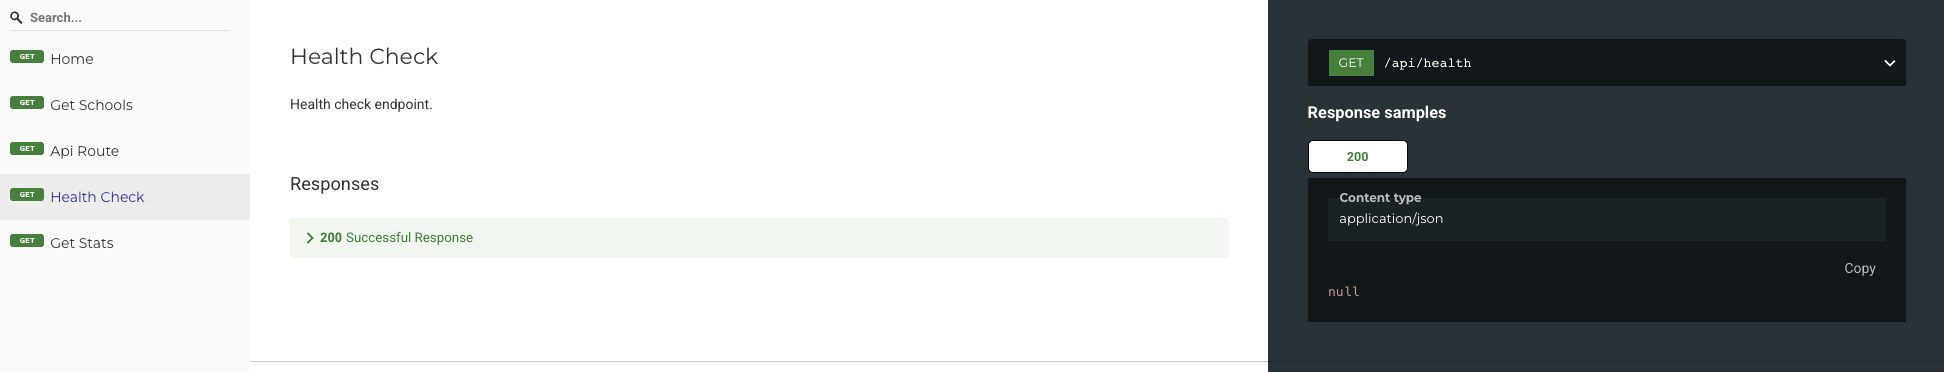 Search...
GET Home
GET Get Schools
GET Api Route
GET Health Check
GET Get Stats
Health Check
Health check endpoint.
Responses
200 Successful Response
GET /api/health
Response samples
200
Content type
application/json
Copy
null